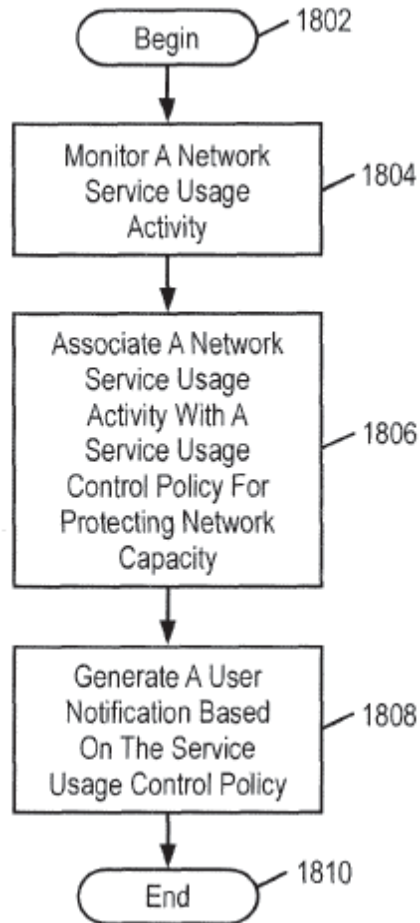 Begin
1802
Monitor A Network
Service Usage
Activity
1804
Associate A Network
Service Usage
Activity With A
Service Usage
Control Policy For
Protecting Network
Capacity
1806
Generate A User
Notification Based
On The Service
Usage Control Policy
1808
End
1810